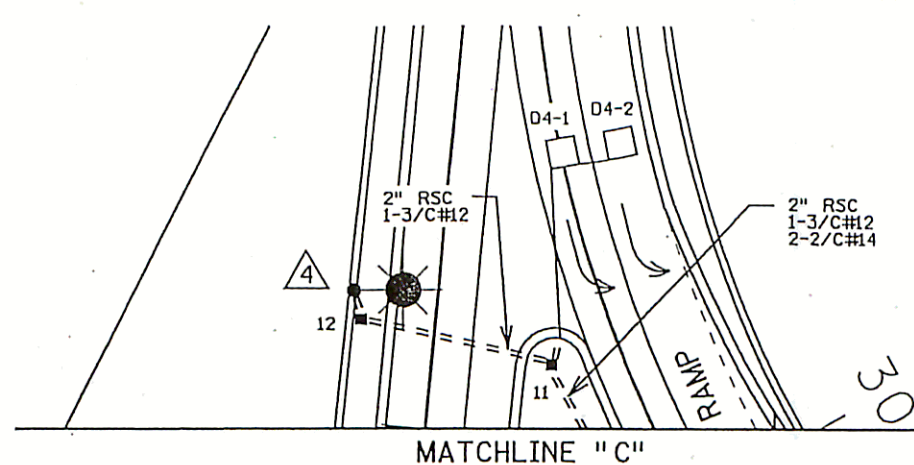 D4-1
D4-2
2" RSC
1-3/C#12
2" RSC
1-3/C#12
2-2/C#14
4
12
11
RAMP
30
MATCHLINE "C"